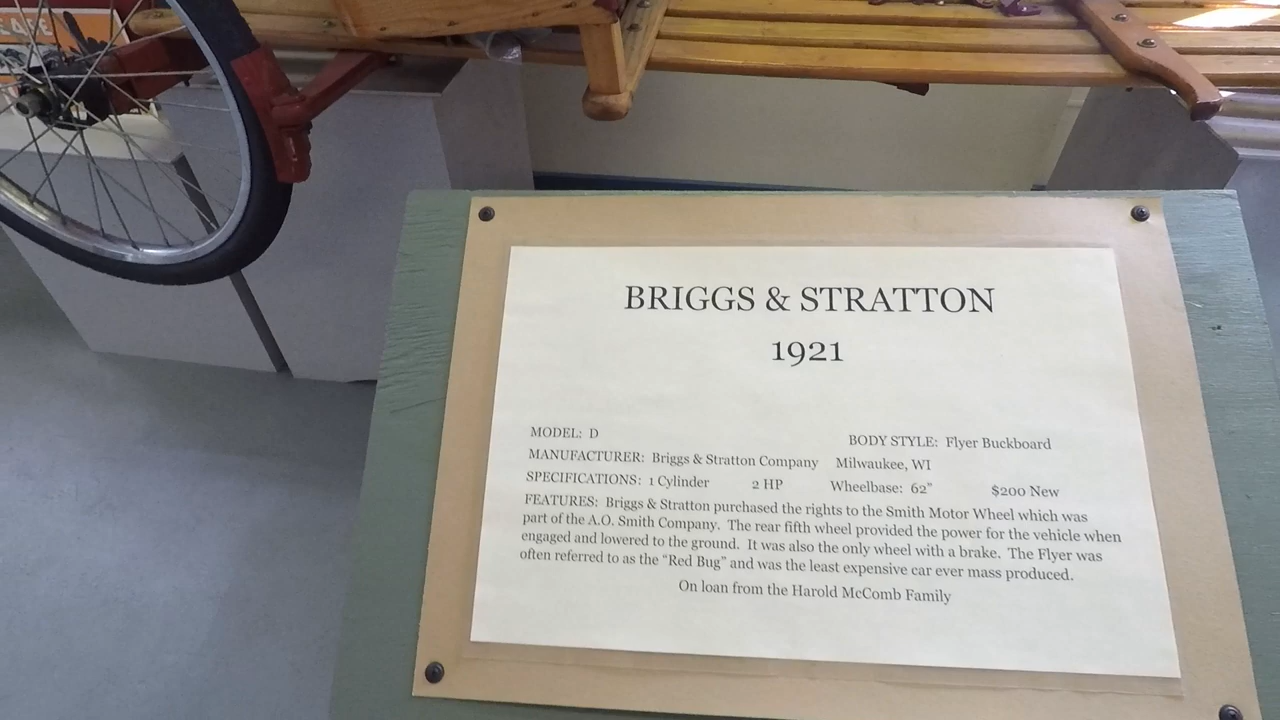 BRIGGS & STRATTON
1921
MODEL: D BODY STYLE: Flyer Buckboard
MANUFACTURER: Briggs & Stratton Company Milwaukee, WI
SPECIFICATIONS: 1 Cylinder 2 HP Wheelbase: 62" $200 New
FEATURES: Briggs & Stratton purchased the rights to the Smith Motor Wheel which was
part of the A.O. Smith Company. The rear fifth wheel provided the power for the vehicle when
engaged and lowered to the ground. It was also the only wheel with a brake. The Flyer was
often referred to as the “Red Bug” and was the least expensive car ever mass produced.
On loan from the Harold McComb Family